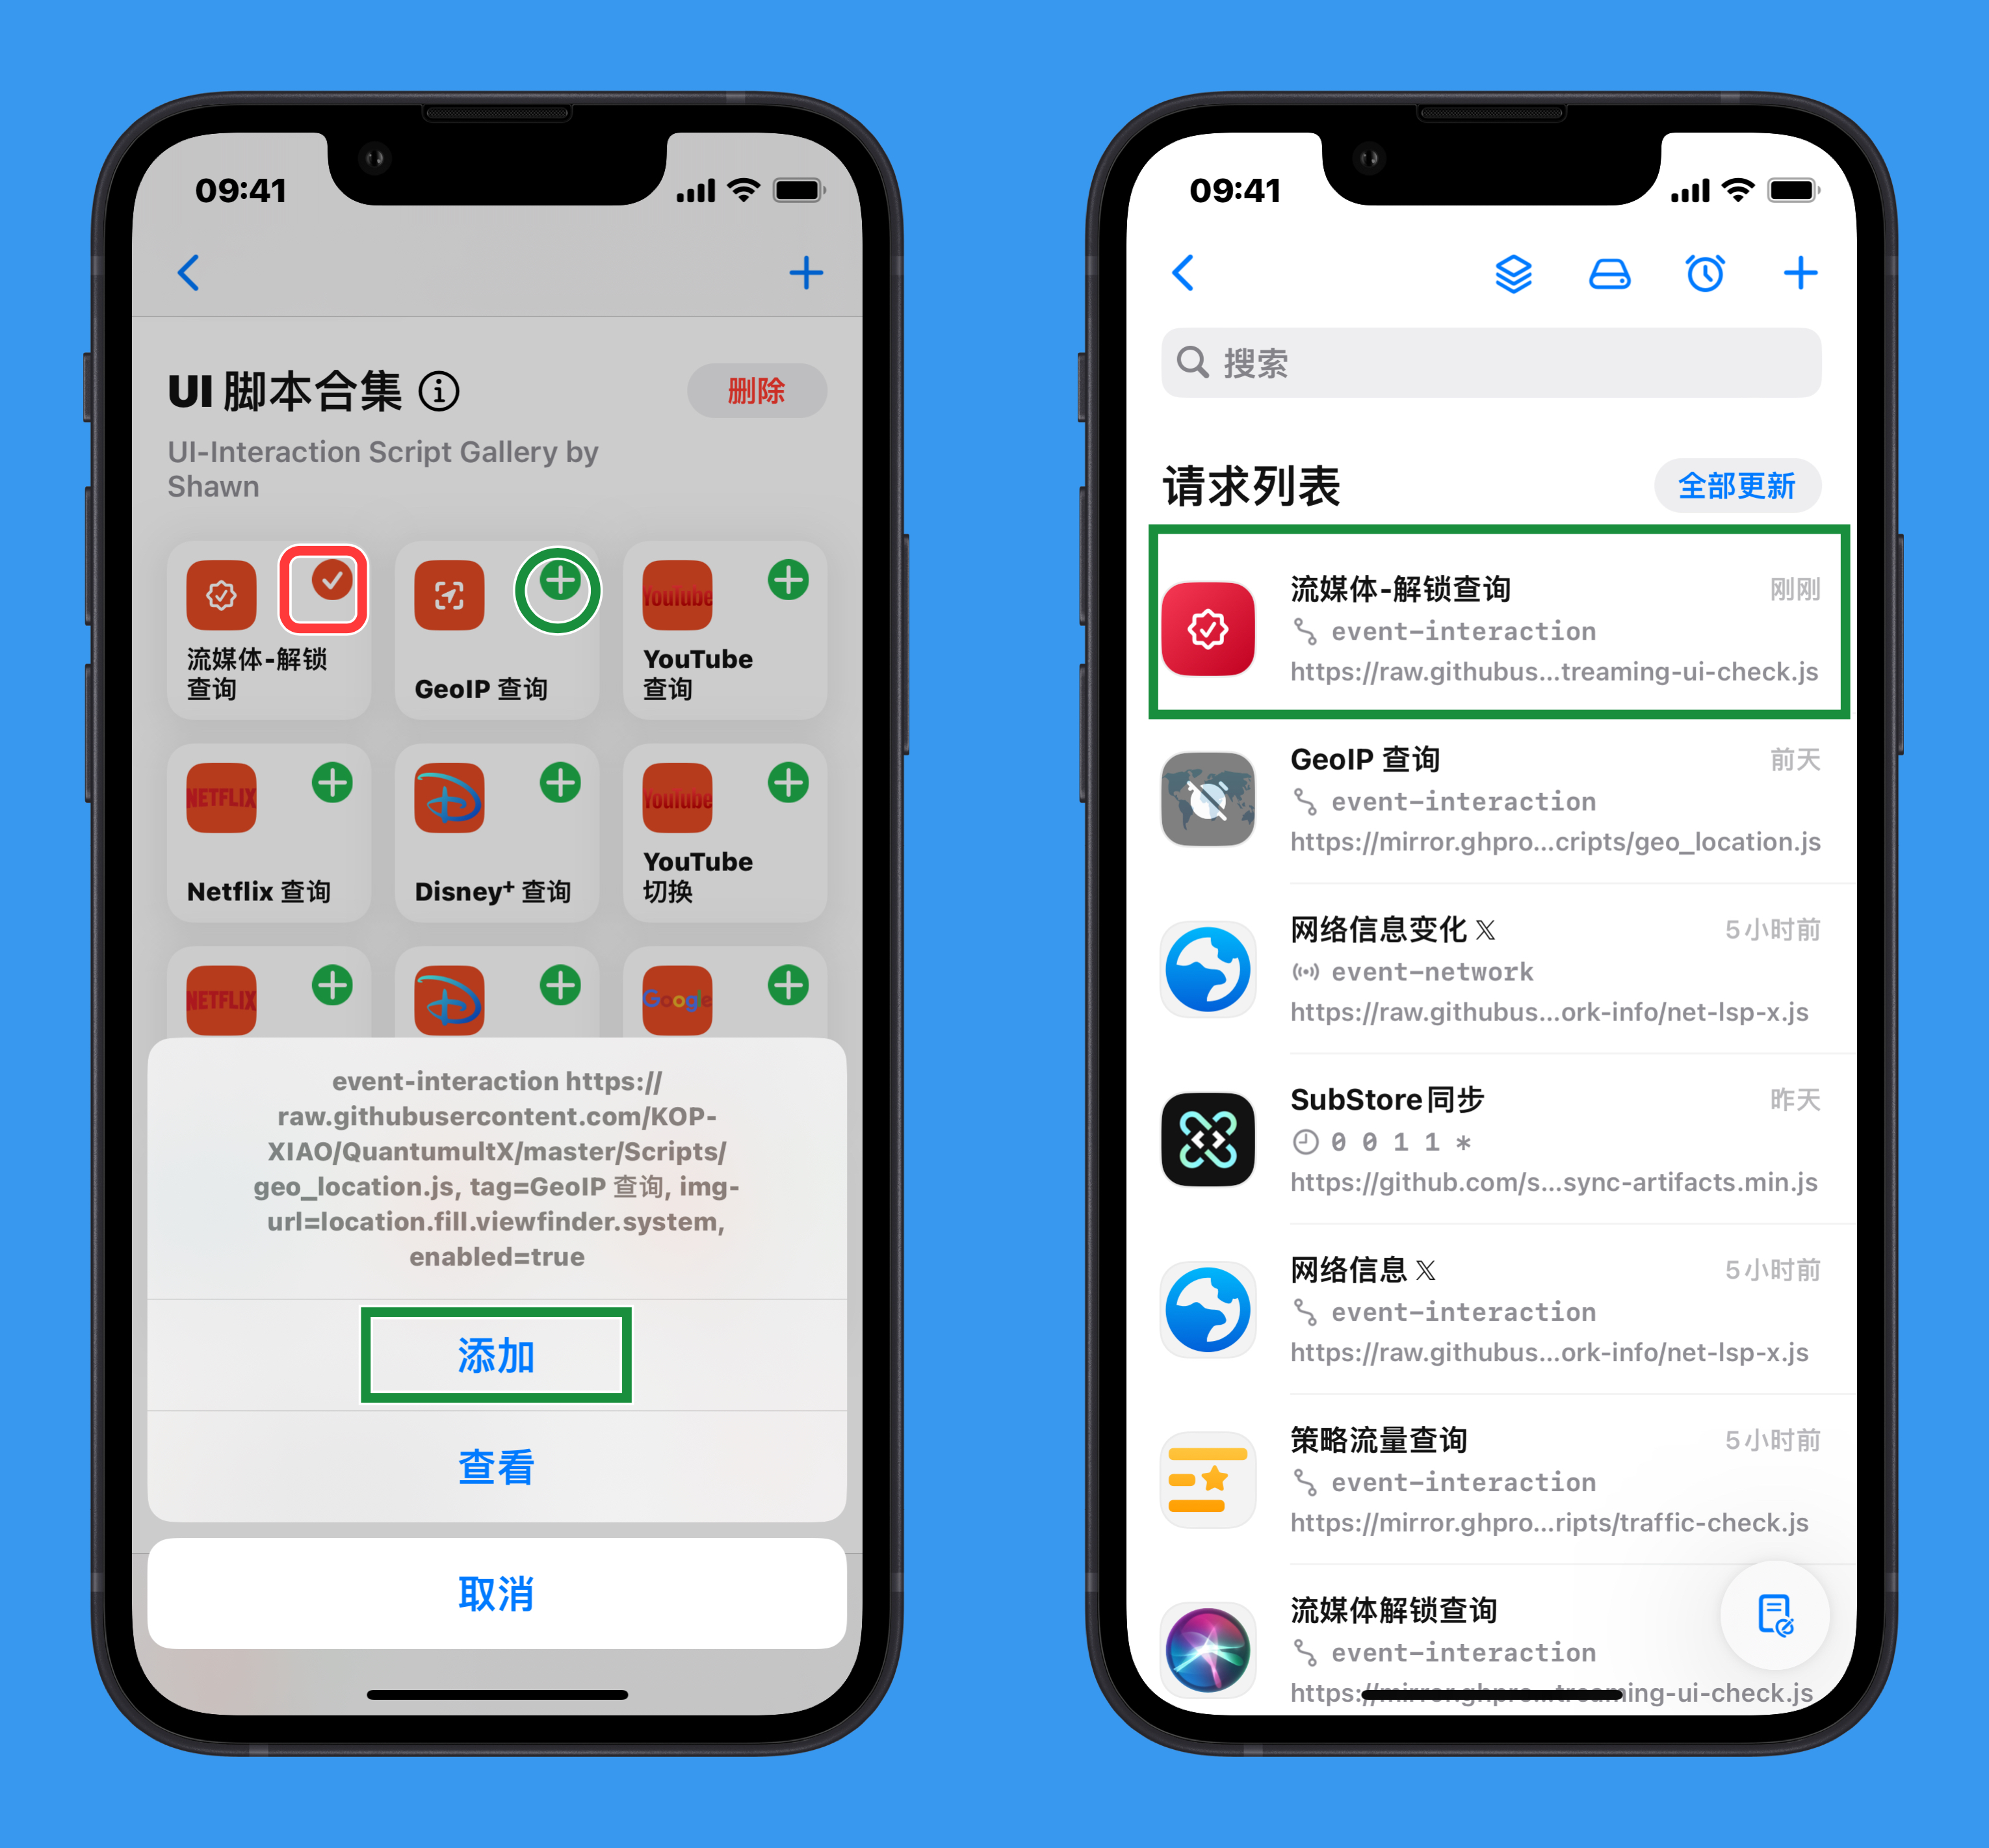 09:41
UI 脚本合集
删除
UI-Interaction Script Gallery by
Shawn
流媒体-解锁
查询
GeoIP 查询
YouTube
YouTube
查询
NETFLIX
Netflix 查询
Disney⁺ 查询
YouTube
YouTube
切换
NETFLIX
Google
event-interaction https://
raw.githubusercontent.com/KOP-
XIAO/QuantumultX/master/Scripts/
geo_location.js, tag=GeoIP 查询, img-
url=location.fill.viewfinder.system,
enabled=true
添加
查看
取消
09:41
搜索
请求列表
全部更新
流媒体-解锁查询
刚刚
event-interaction
https://raw.githubus...treaming-ui-check.js
GeoIP 查询
前天
event-interaction
https://mirror.ghpro...cripts/geo_location.js
网络信息变化 𝕏
5小时前
event-network
https://raw.githubus...ork-info/net-lsp-x.js
SubStore同步
昨天
0 0 1 1 *
https://github.com/s...sync-artifacts.min.js
网络信息 𝕏
5小时前
event-interaction
https://raw.githubus...ork-info/net-lsp-x.js
策略流量查询
5小时前
event-interaction
https://mirror.ghpro...ripts/traffic-check.js
流媒体解锁查询
event-interaction
https://mirror.ghpro...treaming-ui-check.js